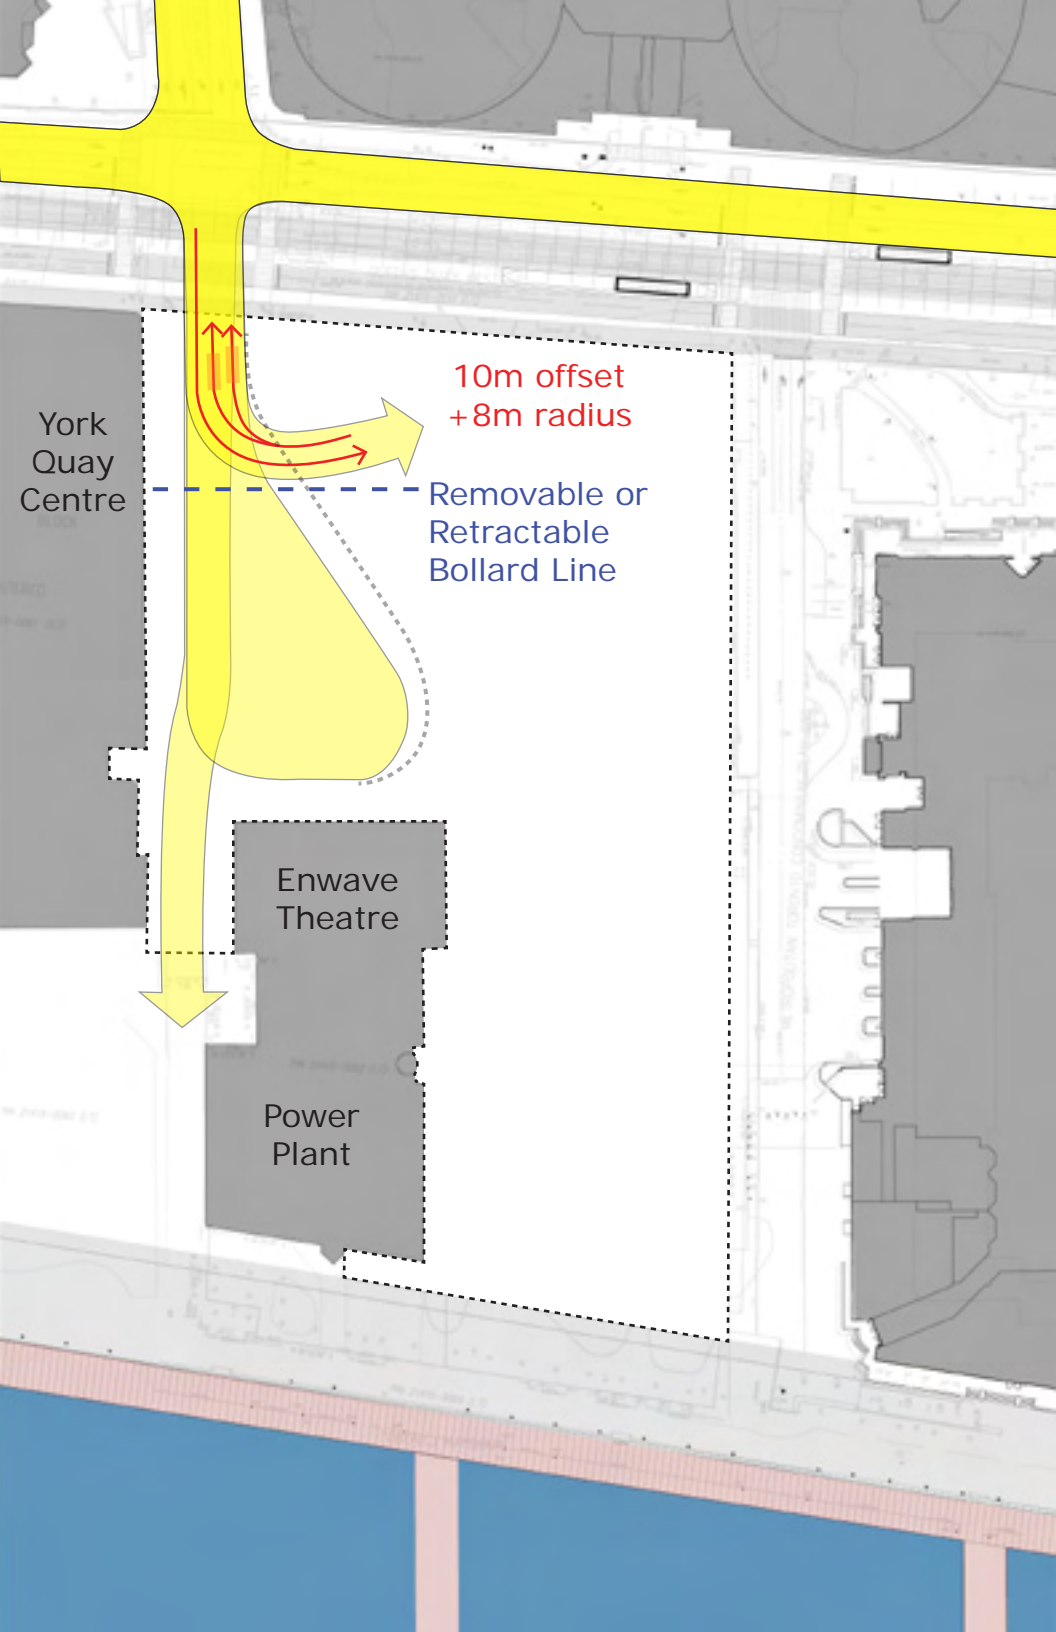 10m offset
+8m radius
York
Quay
Centre
Removable or
Retractable
Bollard Line
Enwave
Theatre
Power
Plant